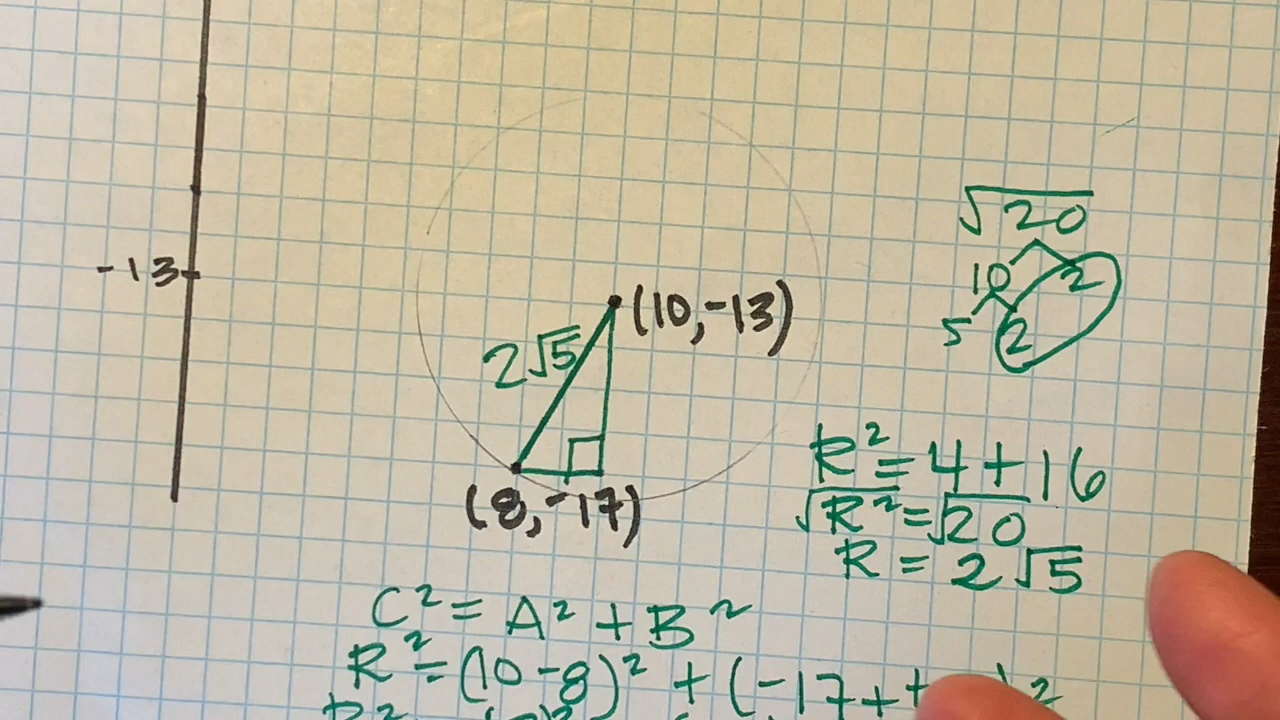 -13
(10,-13)
2√5
(8,-17)
√20
10 2
5 2
R² = 4 + 16
√R² = √20
R = 2√5
C² = A² + B²
R² = (10-8)² + (-17+
R²